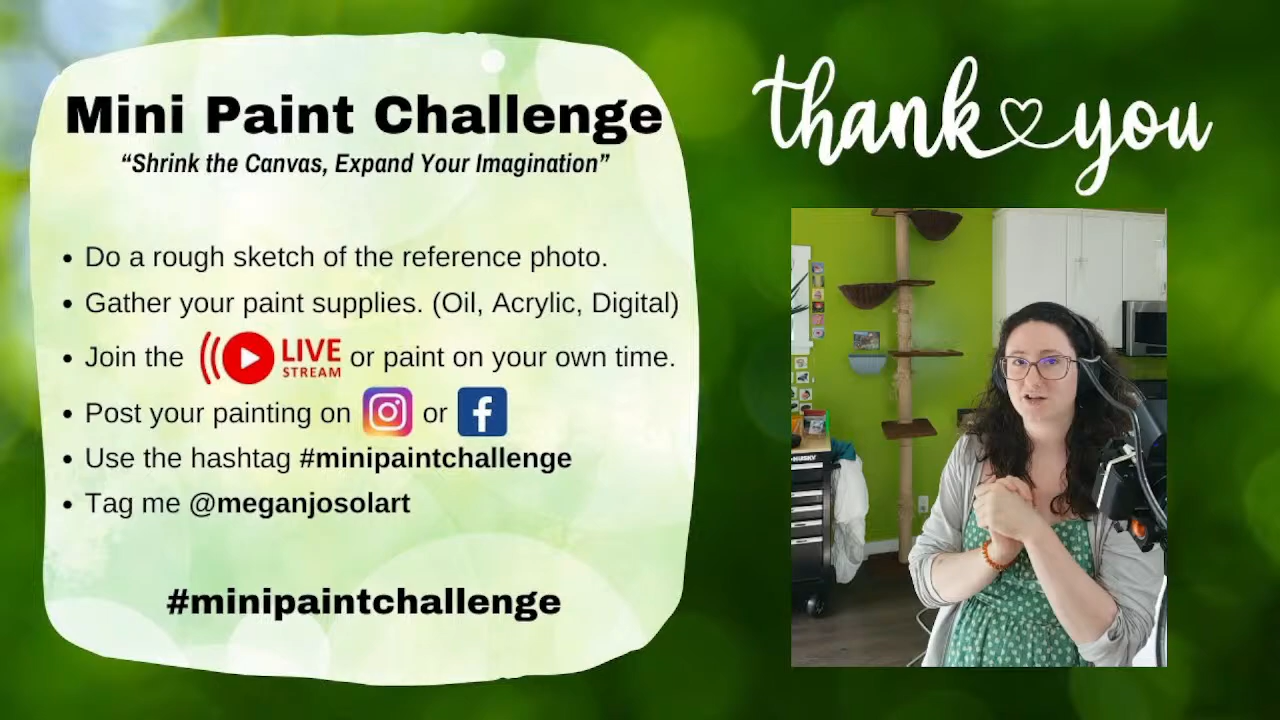 Mini Paint Challenge
“Shrink the Canvas, Expand Your Imagination”
• Do a rough sketch of the reference photo.
• Gather your paint supplies. (Oil, Acrylic, Digital)
• Join the LIVE STREAM or paint on your own time.
• Post your painting on or
• Use the hashtag #minipaintchallenge
• Tag me @meganjosolart
#minipaintchallenge
thank you
HUSKY